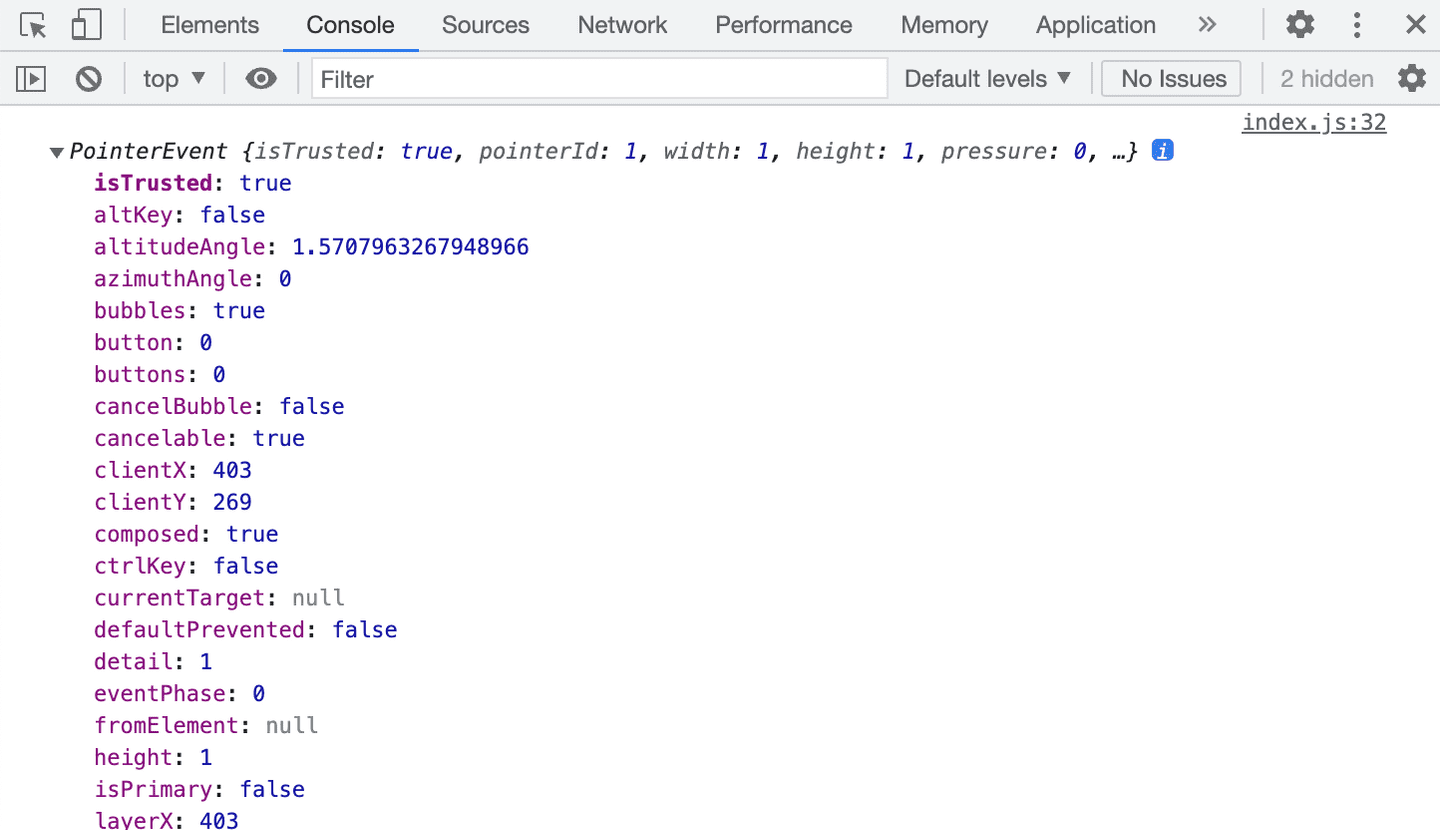 Elements Console Sources Network Performance Memory Application »
top ▼ Filter Default levels ▼ No Issues 2 hidden
index.js:32
▼PointerEvent {isTrusted: true, pointerId: 1, width: 1, height: 1, pressure: 0, …} i
isTrusted: true
altKey: false
altitudeAngle: 1.5707963267948966
azimuthAngle: 0
bubbles: true
button: 0
buttons: 0
cancelBubble: false
cancelable: true
clientX: 403
clientY: 269
composed: true
ctrlKey: false
currentTarget: null
defaultPrevented: false
detail: 1
eventPhase: 0
fromElement: null
height: 1
isPrimary: false
layerX: 403